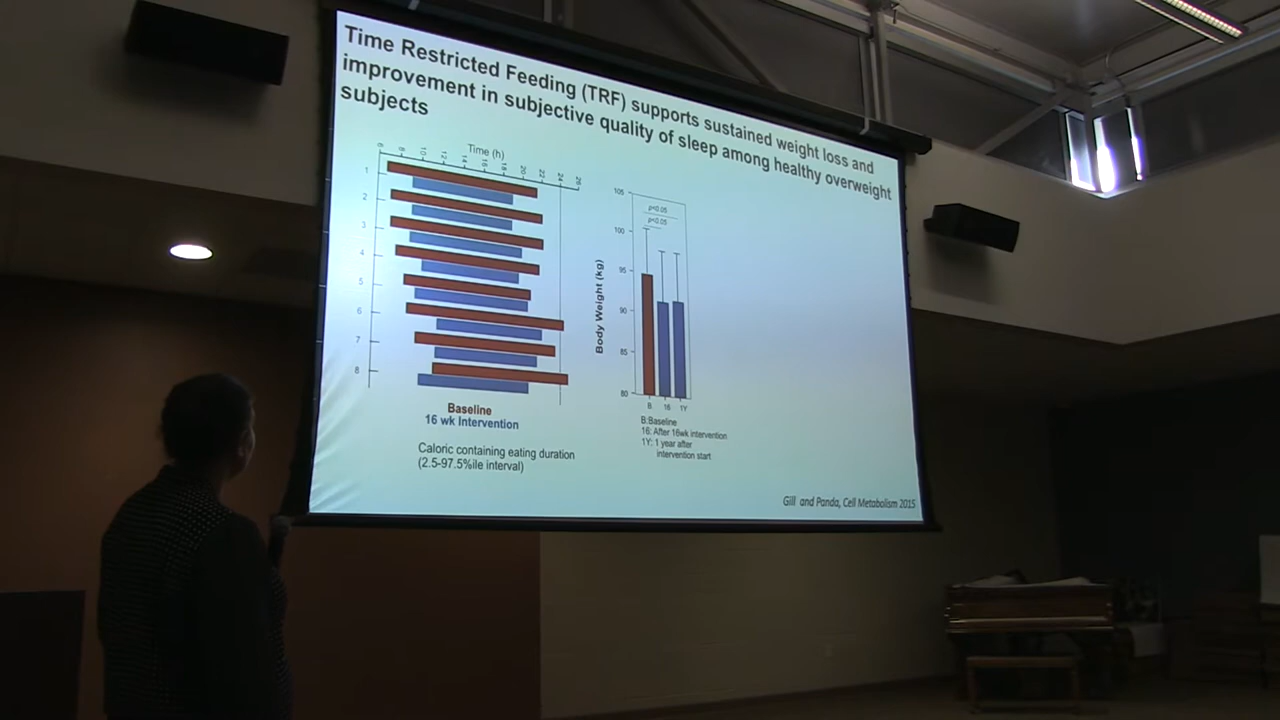 Time Restricted Feeding (TRF) supports sustained weight loss and
improvement in subjective quality of sleep among healthy overweight
subjects
Time (h)
6 8 10 12 14 16 18 20 22 24 26
1
2
3
4
5
6
7
8
Baseline
16 wk Intervention
Caloric containing eating duration
(2.5-97.5%ile interval)
Body Weight (kg)
105
100
95
90
85
80
p<0.05
p<0.05
B 16 1Y
B:Baseline
16: After 16wk intervention
1Y: 1 year after
intervention start
Gill and Panda, Cell Metabolism 2015